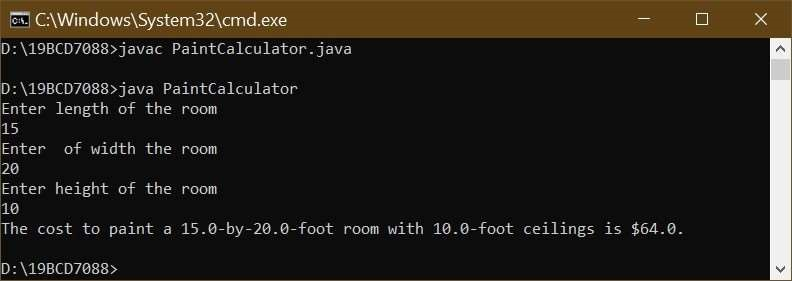 C:\Windows\System32\cmd.exe
D:\19BCD7088>javac PaintCalculator.java
D:\19BCD7088>java PaintCalculator
Enter length of the room
15
Enter  of width the room
20
Enter height of the room
10
The cost to paint a 15.0-by-20.0-foot room with 10.0-foot ceilings is $64.0.
D:\19BCD7088>